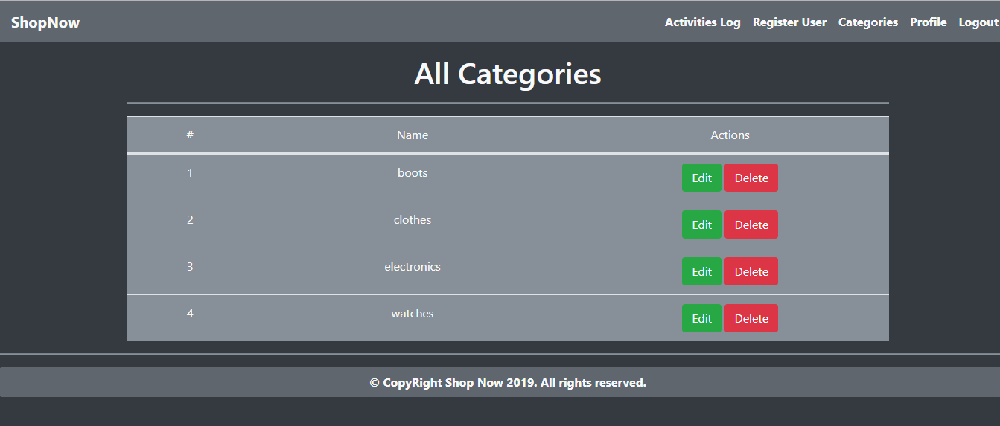 ShopNow Activities Log Register User Categories Profile Logout
All Categories
# Name Actions
1 boots Edit Delete
2 clothes Edit Delete
3 electronics Edit Delete
4 watches Edit Delete
© CopyRight Shop Now 2019. All rights reserved.